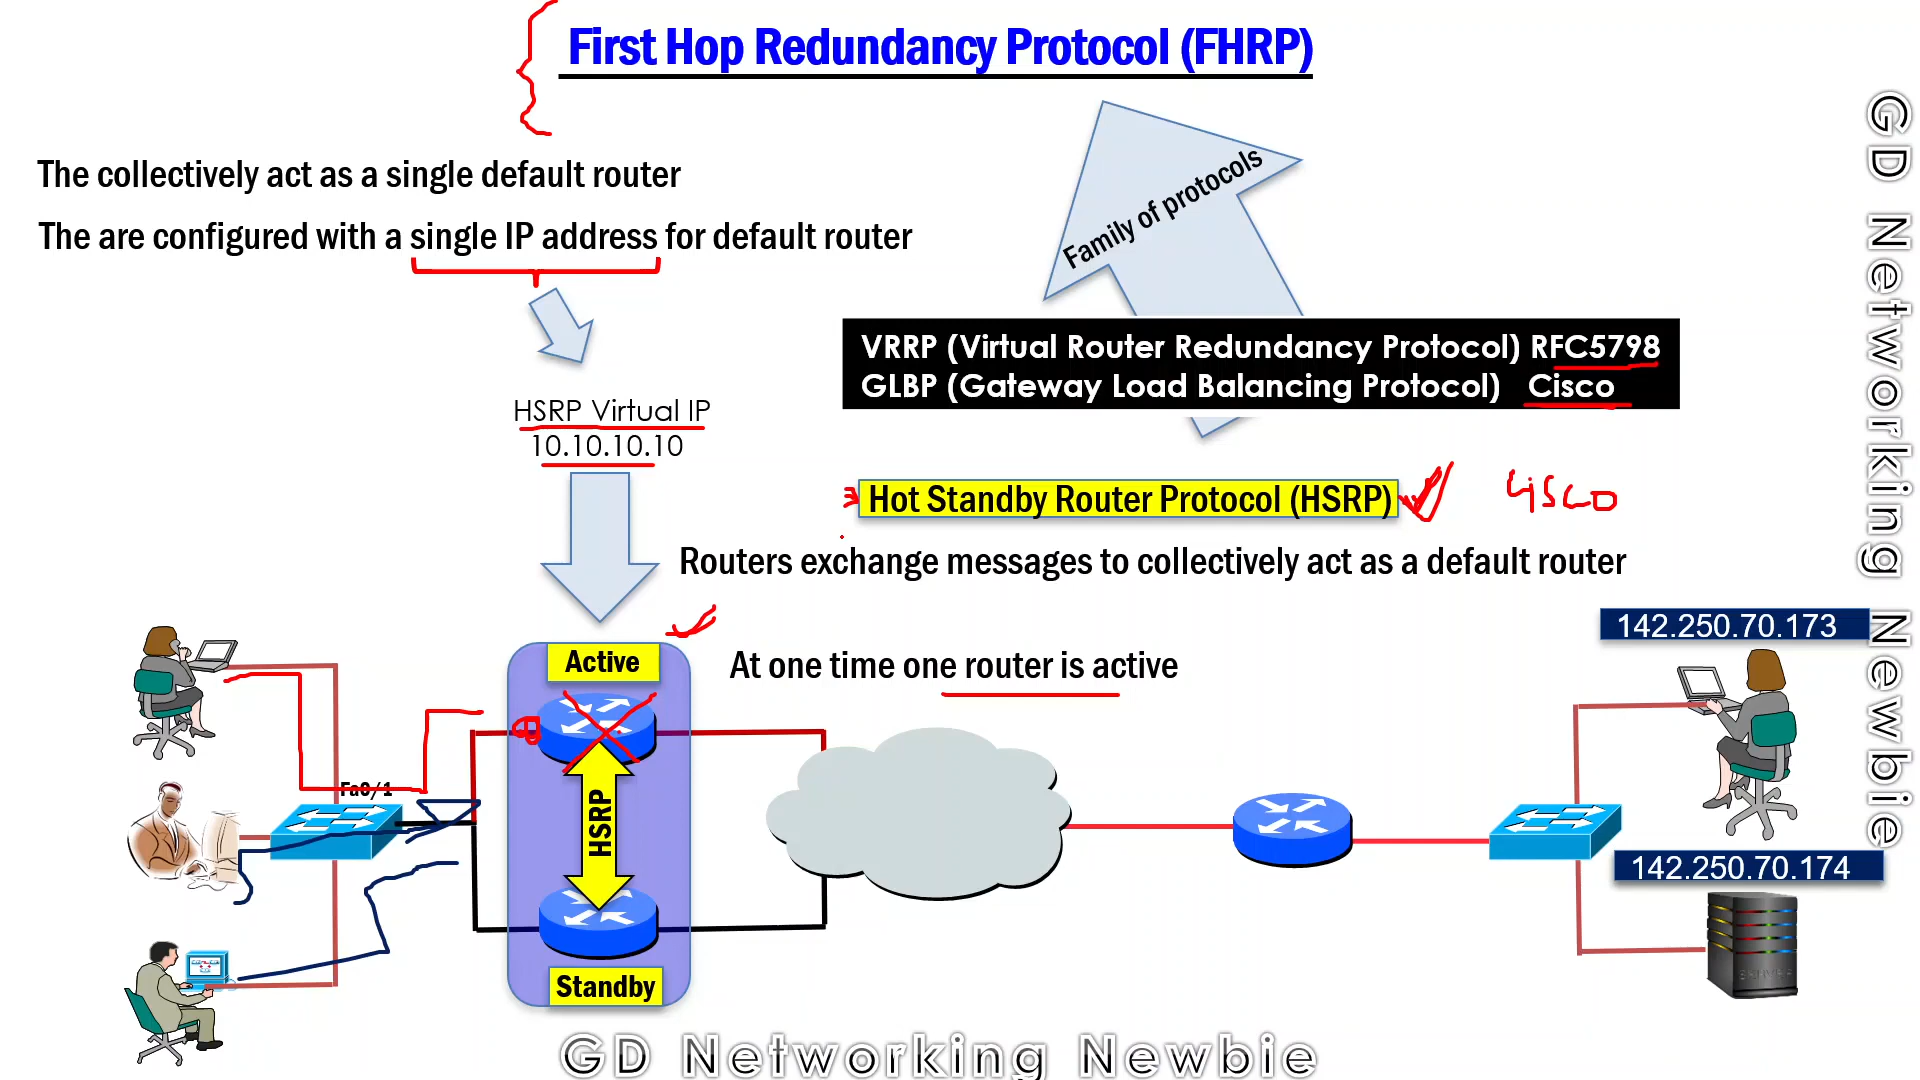 First Hop Redundancy Protocol (FHRP)
The collectively act as a single default router
The are configured with a single IP address for default router
Family of protocols
VRRP (Virtual Router Redundancy Protocol) RFC5798
GLBP (Gateway Load Balancing Protocol) Cisco
HSRP Virtual IP
10.10.10.10
Hot Standby Router Protocol (HSRP)
CISCO
Routers exchange messages to collectively act as a default router
Active
At one time one router is active
142.250.70.173
Fa0/1
HSRP
142.250.70.174
Standby
GD Networking Newbie
GD Networking Newbie